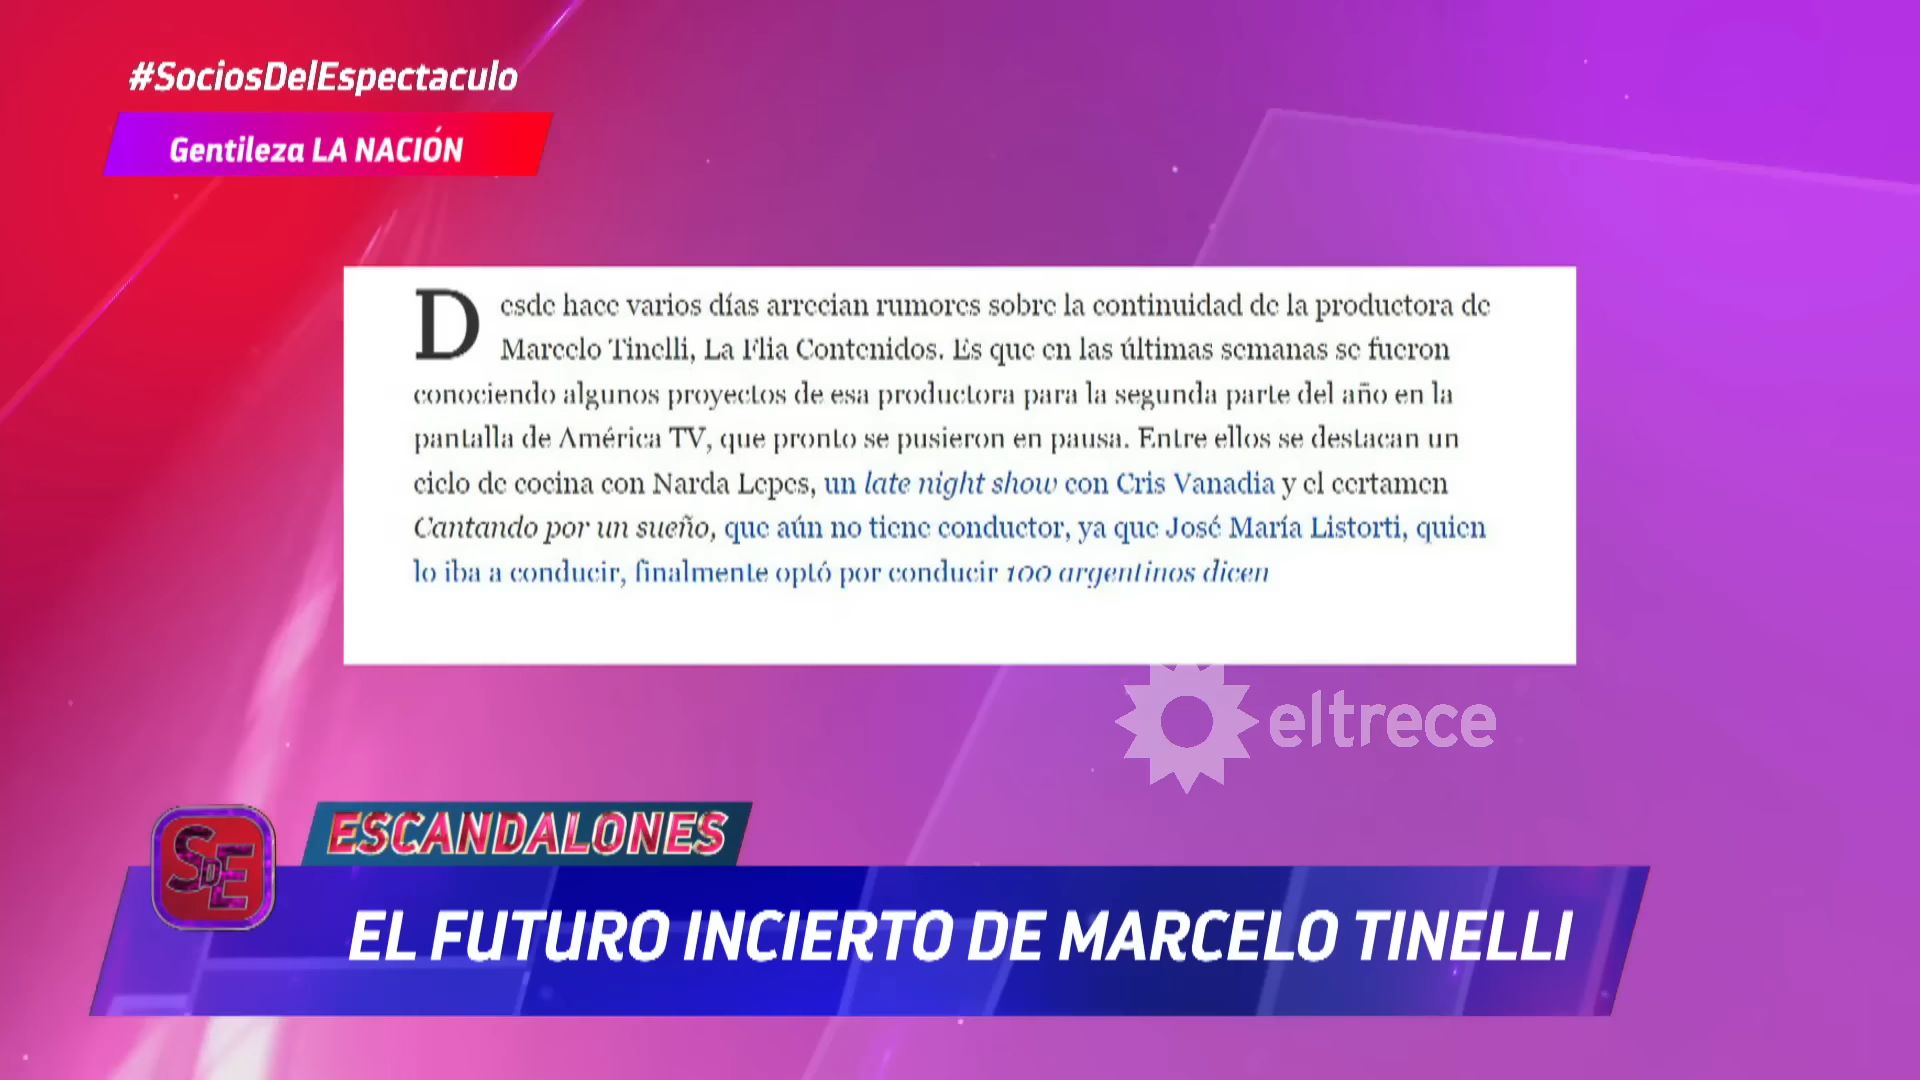 #SociosDelEspectaculo
Gentileza LA NACIÓN
Desde hace varios días arrecian rumores sobre la continuidad de la productora de
Marcelo Tinelli, La Flia Contenidos. Es que en las últimas semanas se fueron
conociendo algunos proyectos de esa productora para la segunda parte del año en la
pantalla de América TV, que pronto se pusieron en pausa. Entre ellos se destacan un
ciclo de cocina con Narda Lepes, un late night show con Cris Vanadia y el certamen
Cantando por un sueño, que aún no tiene conductor, ya que José María Listorti, quien
lo iba a conducir, finalmente optó por conducir 100 argentinos dicen
eltrece
SDE
ESCANDALONES
EL FUTURO INCIERTO DE MARCELO TINELLI